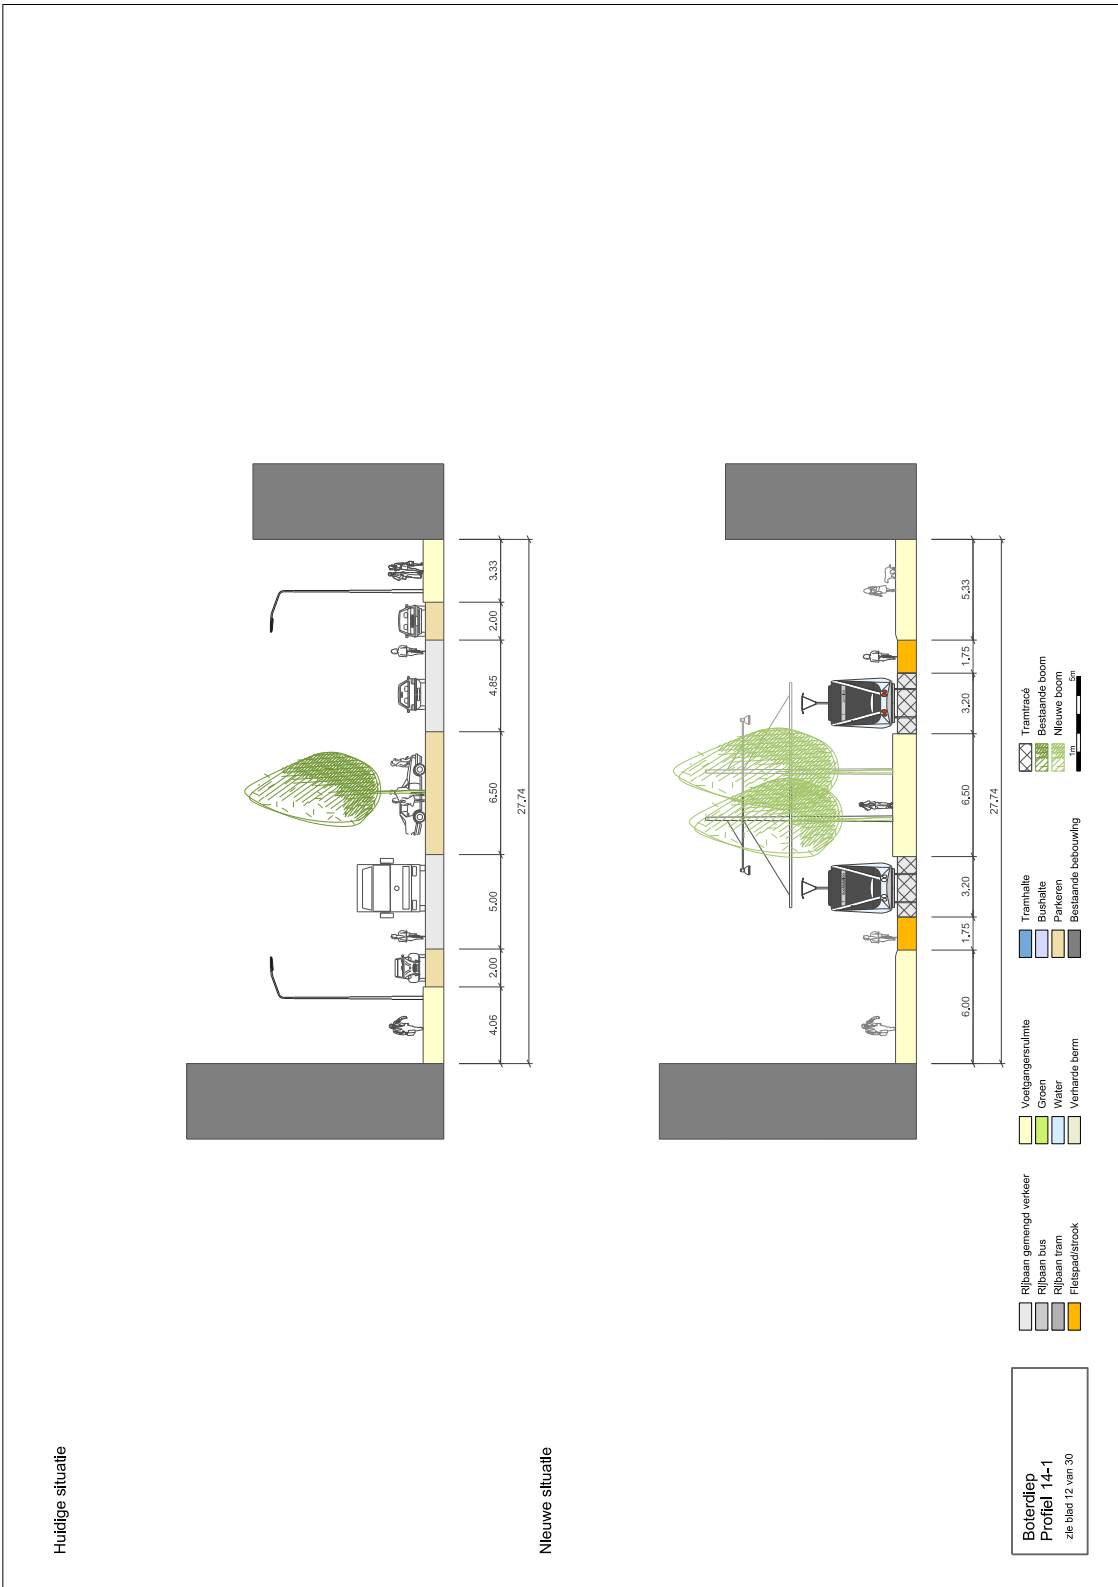 Huidige situatie
4.06
2.00
5.00
6.50
4.85
2.00
3.33
27.74
Nieuwe situatie
6.00
1.75
3.20
6.50
3.20
1.75
5.33
27.74
Boterdiep
Profiel 14-1
zie blad 12 van 30
Rijbaan gemengd verkeer
Rijbaan bus
Rijbaan tram
Fietspad/strook
Voetgangersruimte
Groen
Water
Verharde berm
Tramhalte
Bushalte
Parkeren
Bestaande bebouwing
Tramtracé
Bestaande boom
Nieuwe boom
1m 5m